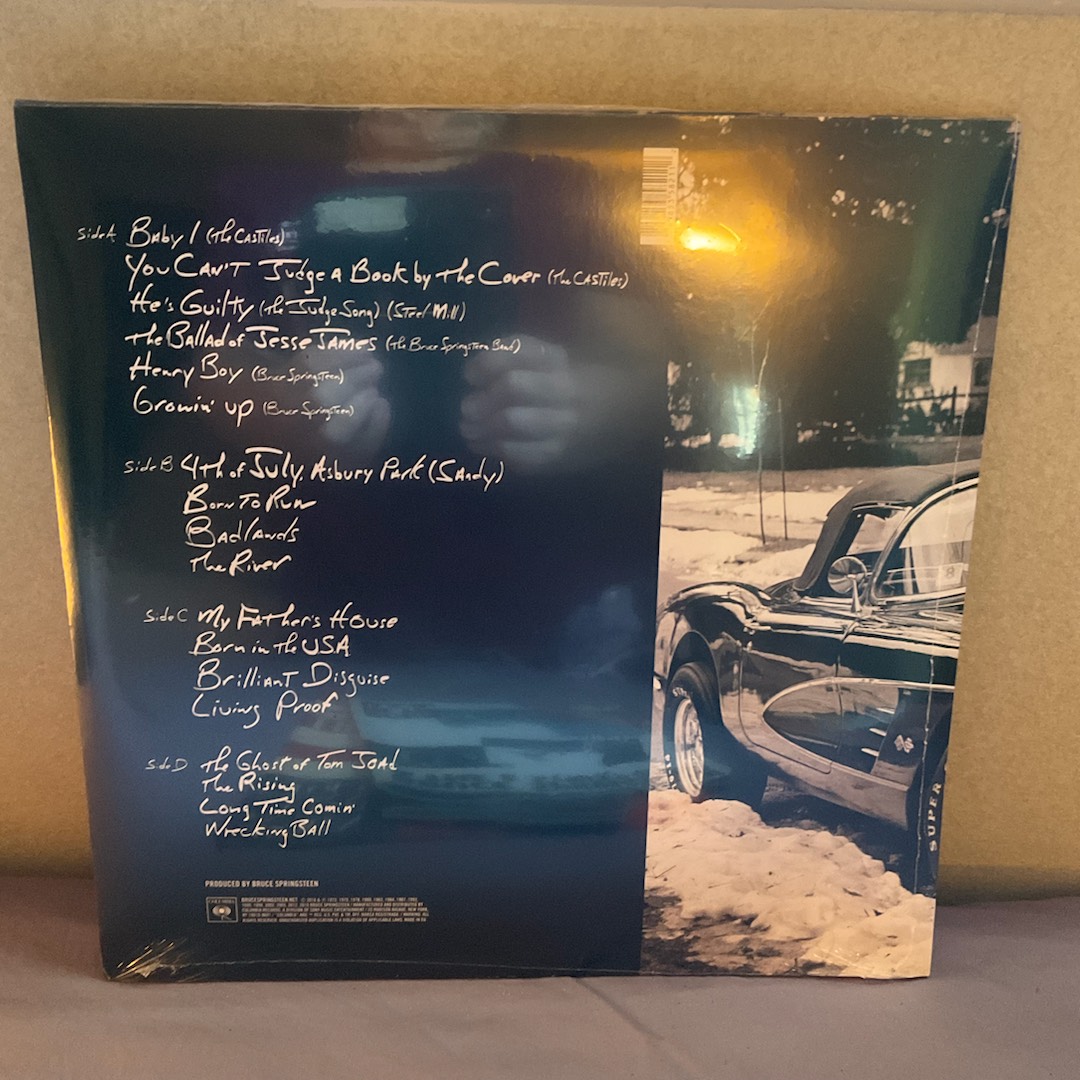 Side A Baby I (The Castiles)
You Can't Judge a Book by the Cover (The Castiles)
He's Guilty (The Judge Song) (Steel Mill)
The Ballad of Jesse James (The Bruce Springsteen Band)
Henry Boy (Bruce Springsteen)
Growin' up (Bruce Springsteen)
Side B 4th of July, Asbury Park (Sandy)
Born To Run
Badlands
The River
Side C My Father's House
Born in the USA
Brilliant Disguise
Living Proof
Side D The Ghost of Tom Joad
The Rising
Long Time Comin'
Wrecking Ball
PRODUCED BY BRUCE SPRINGSTEEN
COLUMBIA
BRUCESPRINGSTEEN.NET
SUPER